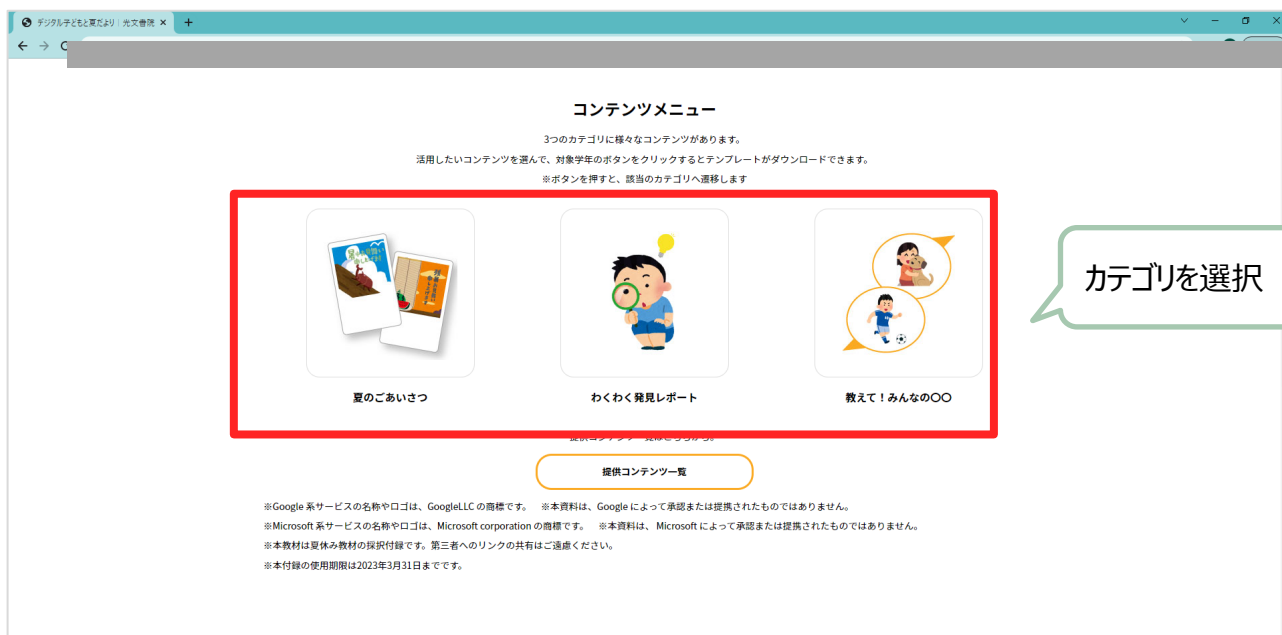 デジタル子どもと夏だより｜光文書院
コンテンツメニュー
3つのカテゴリに様々なコンテンツがあります。
活用したいコンテンツを選んで、対象学年のボタンをクリックするとテンプレートがダウンロードできます。
※ボタンを押すと、該当のカテゴリへ遷移します
カテゴリを選択
夏のごあいさつ
わくわく発見レポート
教えて！みんなの〇〇
提供コンテンツ一覧はこちらから。
提供コンテンツ一覧
※Google 系サービスの名称やロゴは、GoogleLLC の商標です。 ※本資料は、Google によって承認または提携されたものではありません。
※Microsoft 系サービスの名称やロゴは、Microsoft corporation の商標です。 ※本資料は、 Microsoft によって承認または提携されたものではありません。
※本教材は夏休み教材の採択付録です。第三者へのリンクの共有はご遠慮ください。
※本付録の使用期限は2023年3月31日までです。